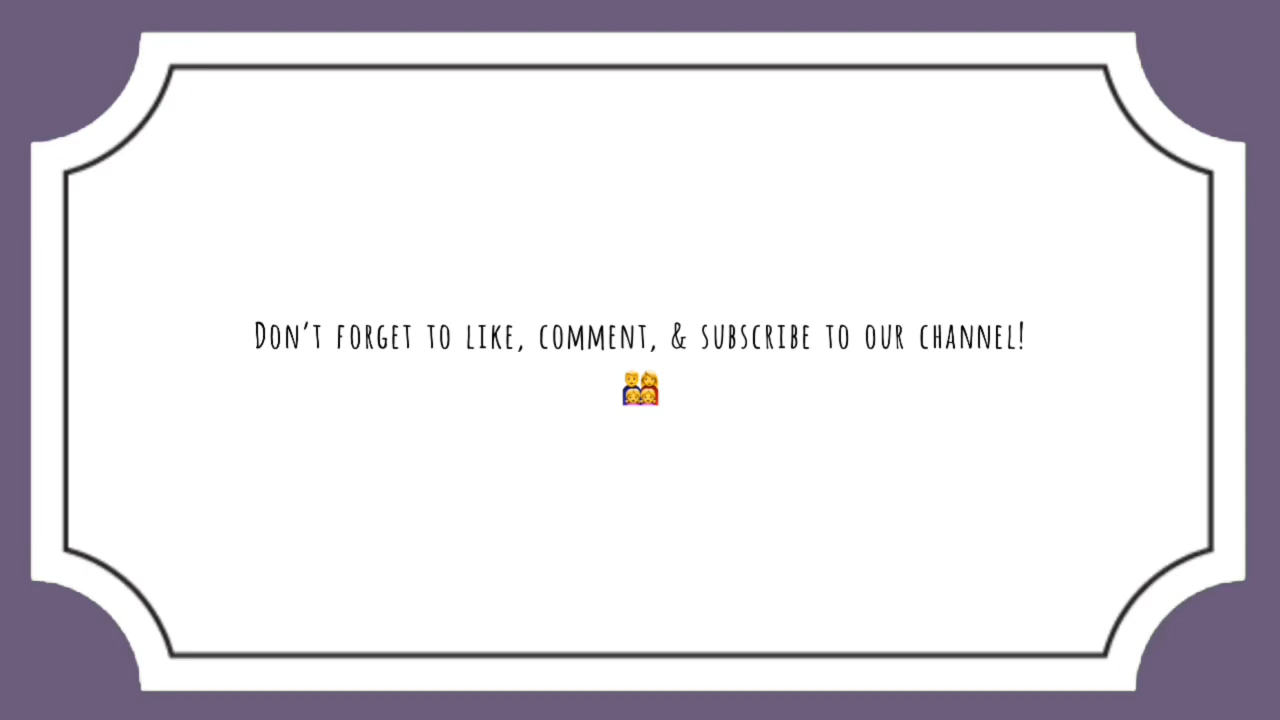 Don't forget to like, comment, & subscribe to our channel!
👨‍👩‍👧‍👧